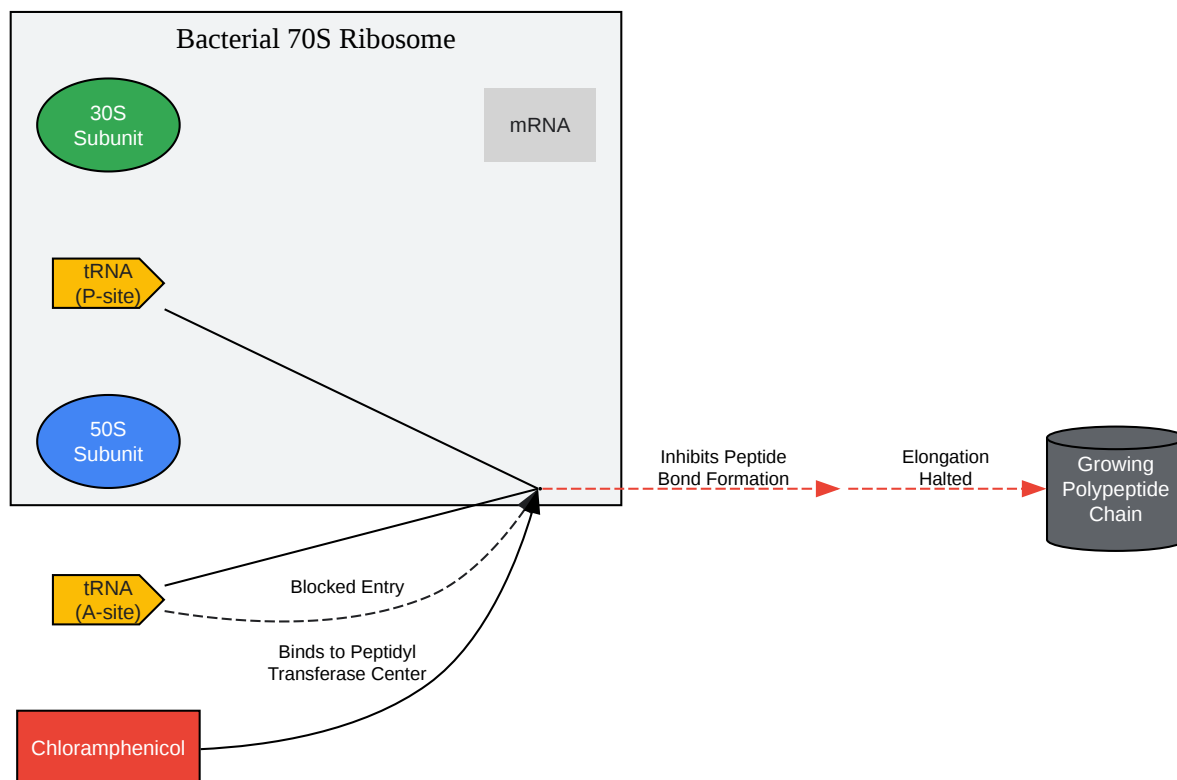 Bacterial 70S Ribosome
30S
Subunit
mRNA
tRNA
(P-site)
50S
Subunit
Inhibits Peptide
Bond Formation
Elongation
Halted
Growing
Polypeptide
Chain
tRNA
(A-site)
Blocked Entry
Binds to Peptidyl
Transferase Center
Chloramphenicol